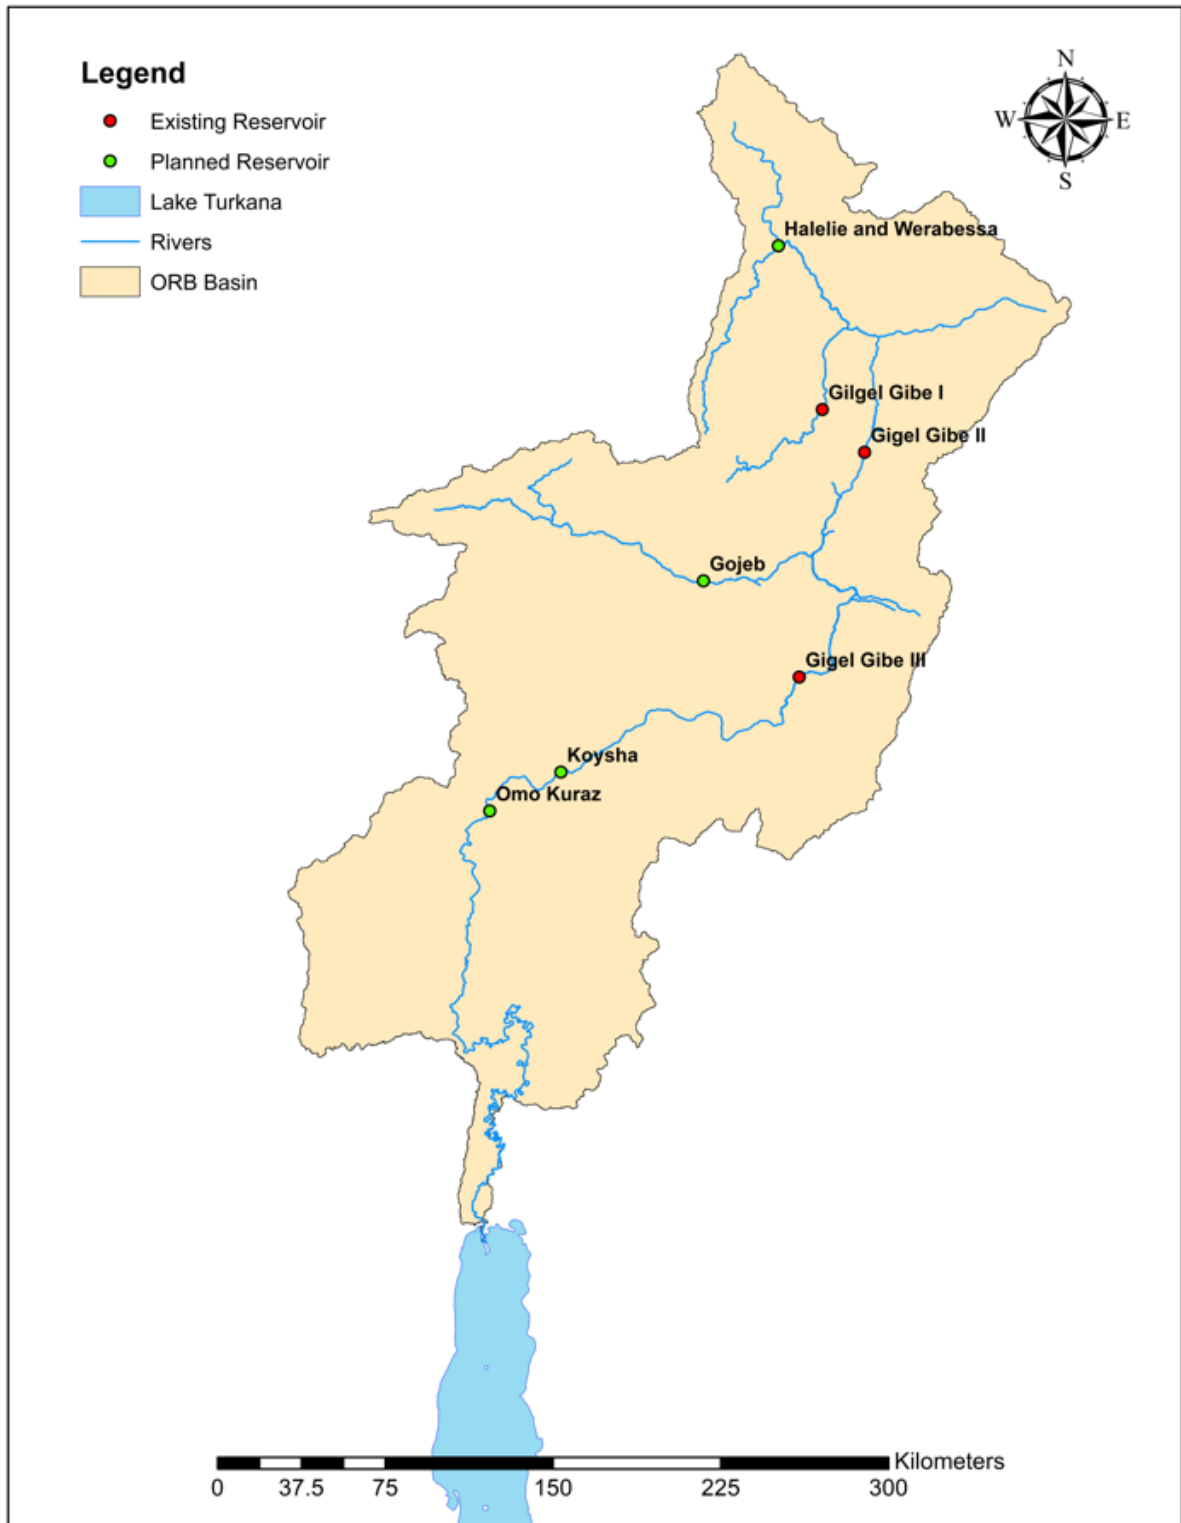 Legend
Existing Reservoir
Planned Reservoir
Lake Turkana
Rivers
ORB Basin
N
W
E
S
Halelie and Werabessa
Gilgel Gibe I
Gigel Gibe II
Gojeb
Gigel Gibe III
Koysha
Omo Kuraz
Kilometers
0 37.5 75 150 225 300